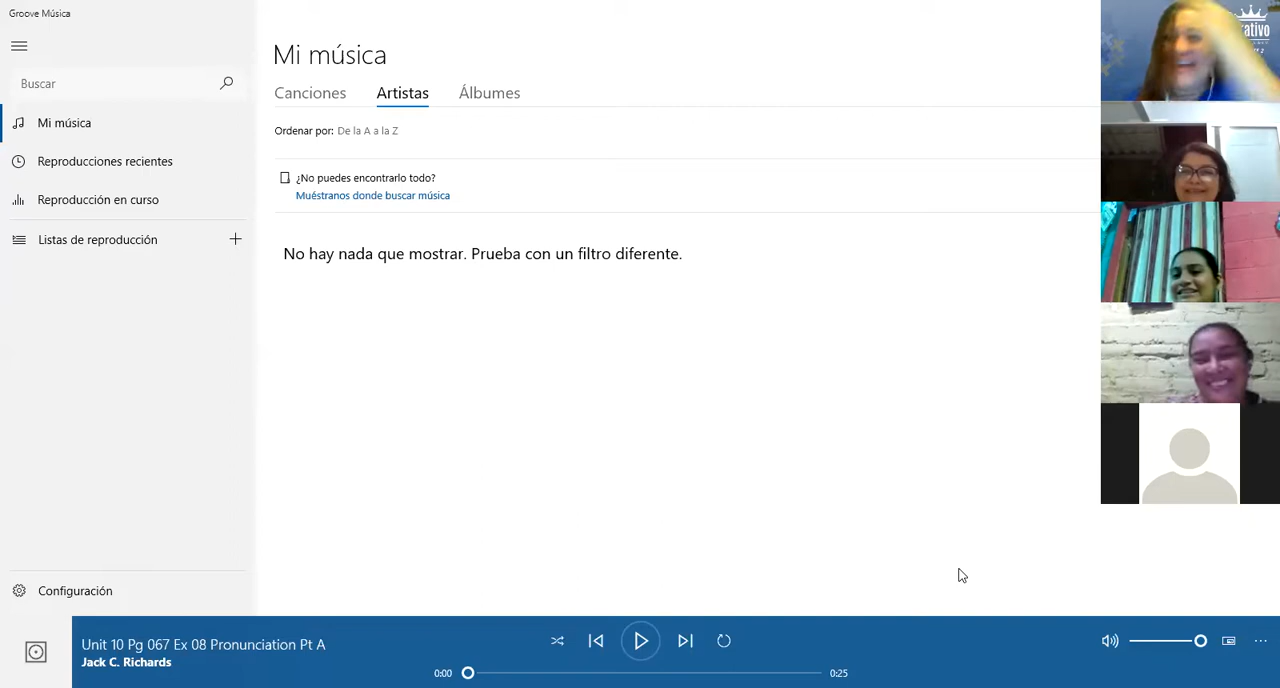 Groove Música
Buscar
Mi música
Reproducciones recientes
Reproducción en curso
Listas de reproducción
Configuración
Mi música
Canciones Artistas Álbumes
Ordenar por: De la A a la Z
¿No puedes encontrarlo todo?
Muéstranos donde buscar música
No hay nada que mostrar. Prueba con un filtro diferente.
Unit 10 Pg 067 Ex 08 Pronunciation Pt A
Jack C. Richards
0:00
0:25